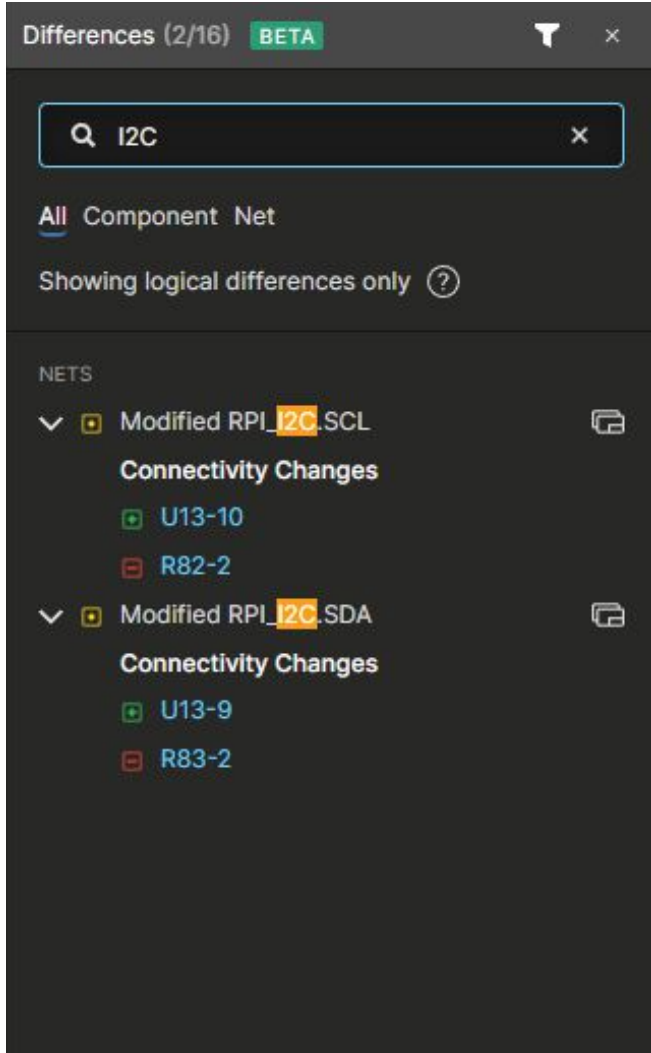 Differences (2/16) BETA
I2C
All Component Net
Showing logical differences only ?
NETS
Modified RPI_I2C.SCL
Connectivity Changes
U13-10
R82-2
Modified RPI_I2C.SDA
Connectivity Changes
U13-9
R83-2